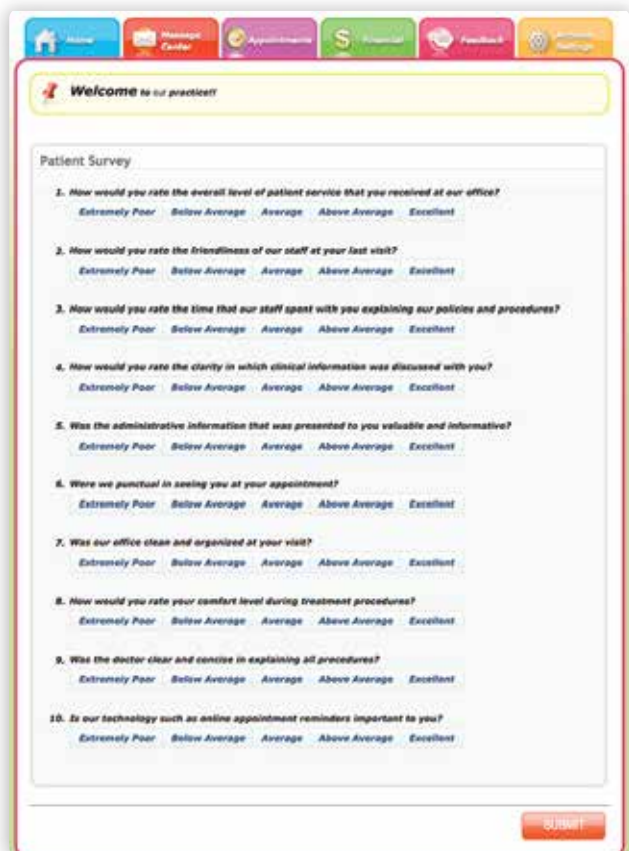 Home
Message
Center
Appointments
Financial
Feedback
Account
Settings
Welcome to our practice!!
Patient Survey
1. How would you rate the overall level of patient service that you received at our office?
Extremely Poor Below Average Average Above Average Excellent
2. How would you rate the friendliness of our staff at your last visit?
Extremely Poor Below Average Average Above Average Excellent
3. How would you rate the time that our staff spent with you explaining our policies and procedures?
Extremely Poor Below Average Average Above Average Excellent
4. How would you rate the clarity in which clinical information was discussed with you?
Extremely Poor Below Average Average Above Average Excellent
5. Was the administrative information that was presented to you valuable and informative?
Extremely Poor Below Average Average Above Average Excellent
6. Were we punctual in seeing you at your appointment?
Extremely Poor Below Average Average Above Average Excellent
7. Was our office clean and organized at your visit?
Extremely Poor Below Average Average Above Average Excellent
8. How would you rate your comfort level during treatment procedures?
Extremely Poor Below Average Average Above Average Excellent
9. Was the doctor clear and concise in explaining all procedures?
Extremely Poor Below Average Average Above Average Excellent
10. Is our technology such as online appointment reminders important to you?
Extremely Poor Below Average Average Above Average Excellent
SUBMIT